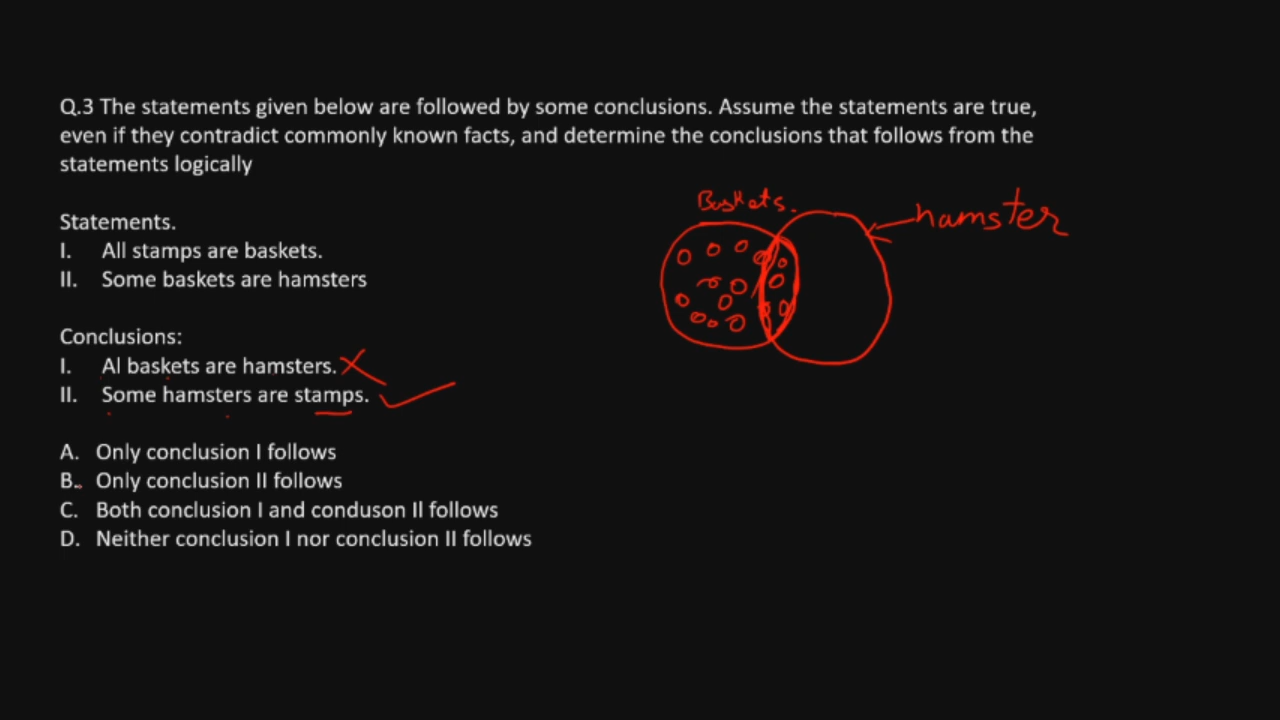 Q.3 The statements given below are followed by some conclusions. Assume the statements are true,
even if they contradict commonly known facts, and determine the conclusions that follows from the
statements logically
Baskets.
hamster
Statements.
I. All stamps are baskets.
II. Some baskets are hamsters
Conclusions:
I. Al baskets are hamsters.
II. Some hamsters are stamps.
A. Only conclusion I follows
B.. Only conclusion II follows
C. Both conclusion I and conduson II follows
D. Neither conclusion I nor conclusion II follows